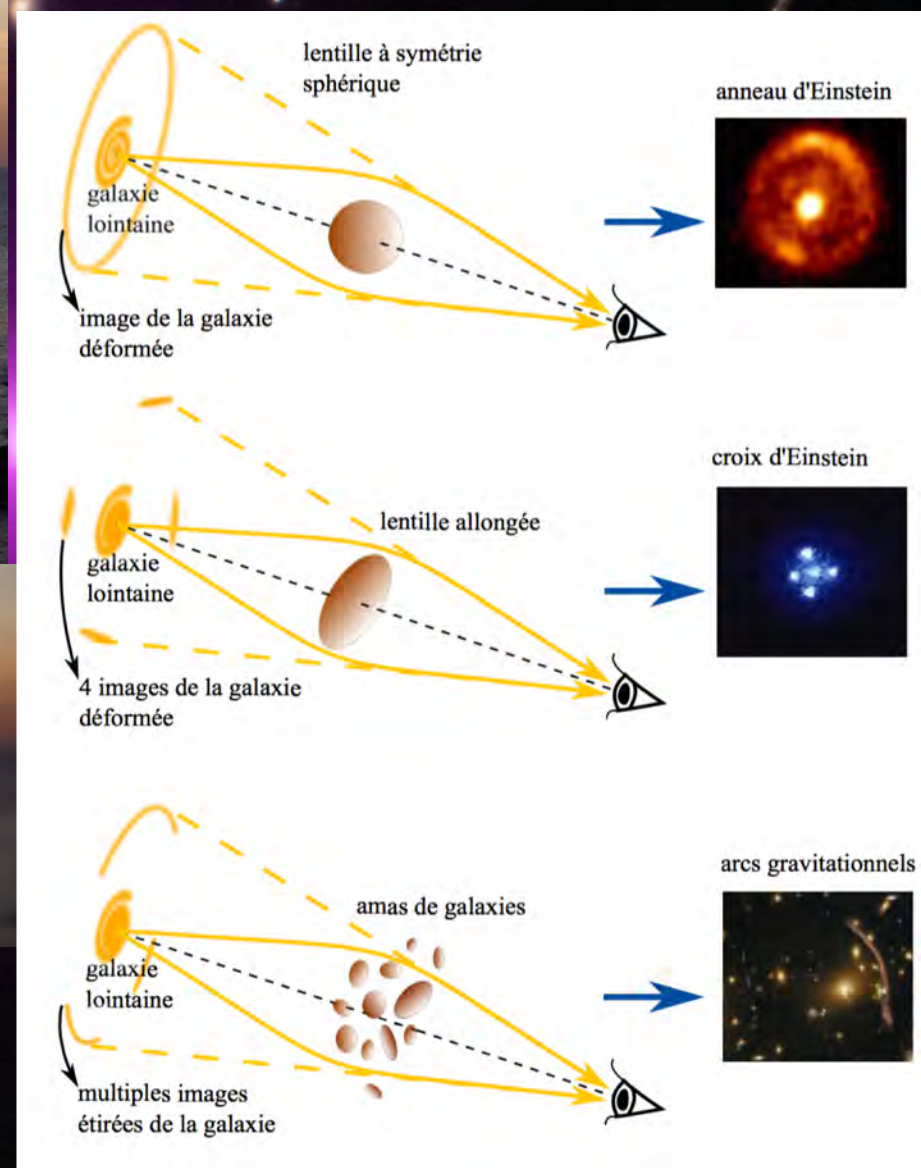 lentille à symétrie
sphérique
anneau d'Einstein
galaxie
lointaine
image de la galaxie
déformée
croix d'Einstein
lentille allongée
galaxie
lointaine
4 images de la galaxie
déformée
arcs gravitationnels
amas de galaxies
galaxie
lointaine
multiples images
étirées de la galaxie